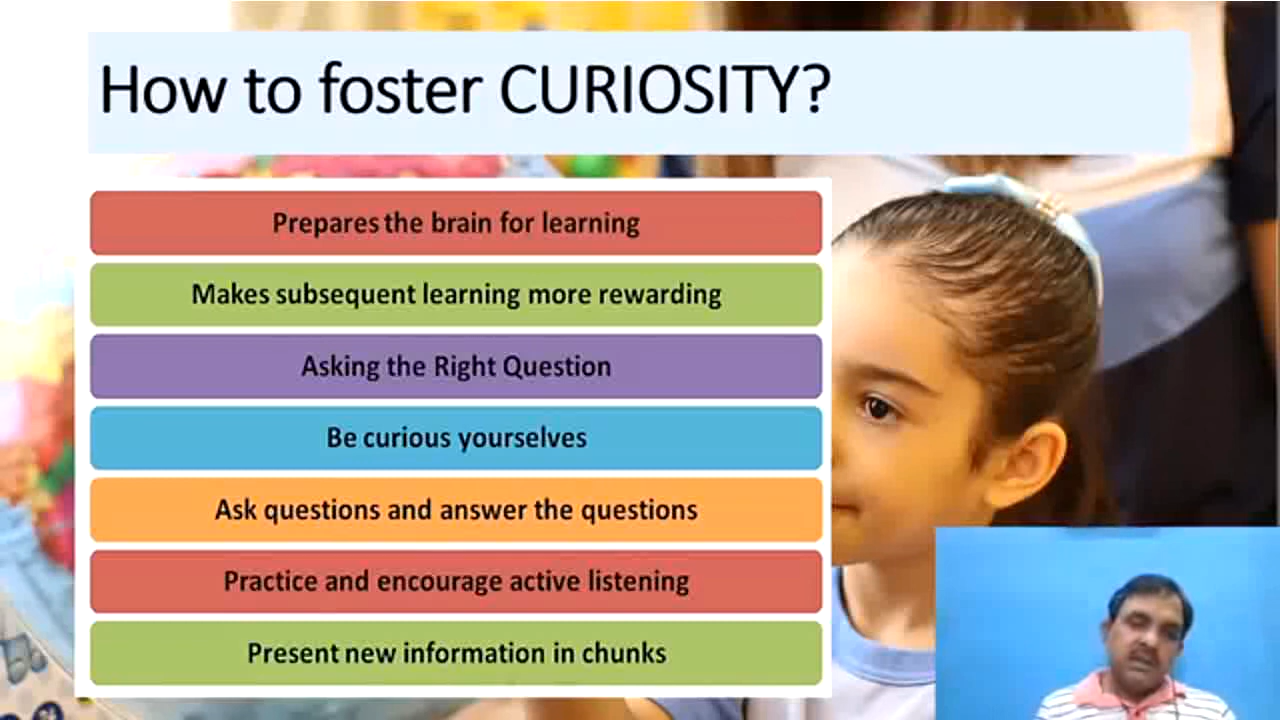 How to foster CURIOSITY?
Prepares the brain for learning
Makes subsequent learning more rewarding
Asking the Right Question
Be curious yourselves
Ask questions and answer the questions
Practice and encourage active listening
Present new information in chunks